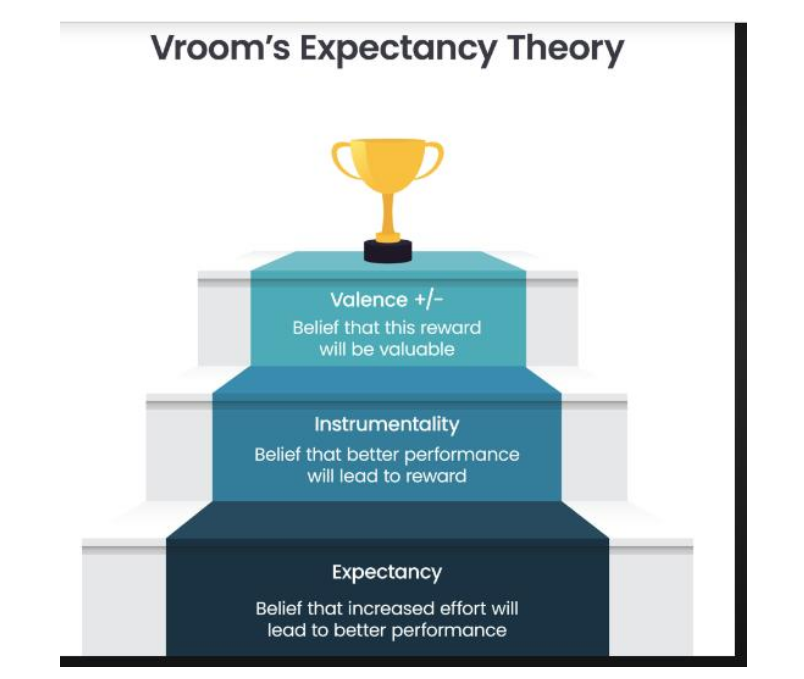 Vroom’s Expectancy Theory
Valence +/-
Belief that this reward
will be valuable
Instrumentality
Belief that better performance
will lead to reward
Expectancy
Belief that increased effort will
lead to better performance